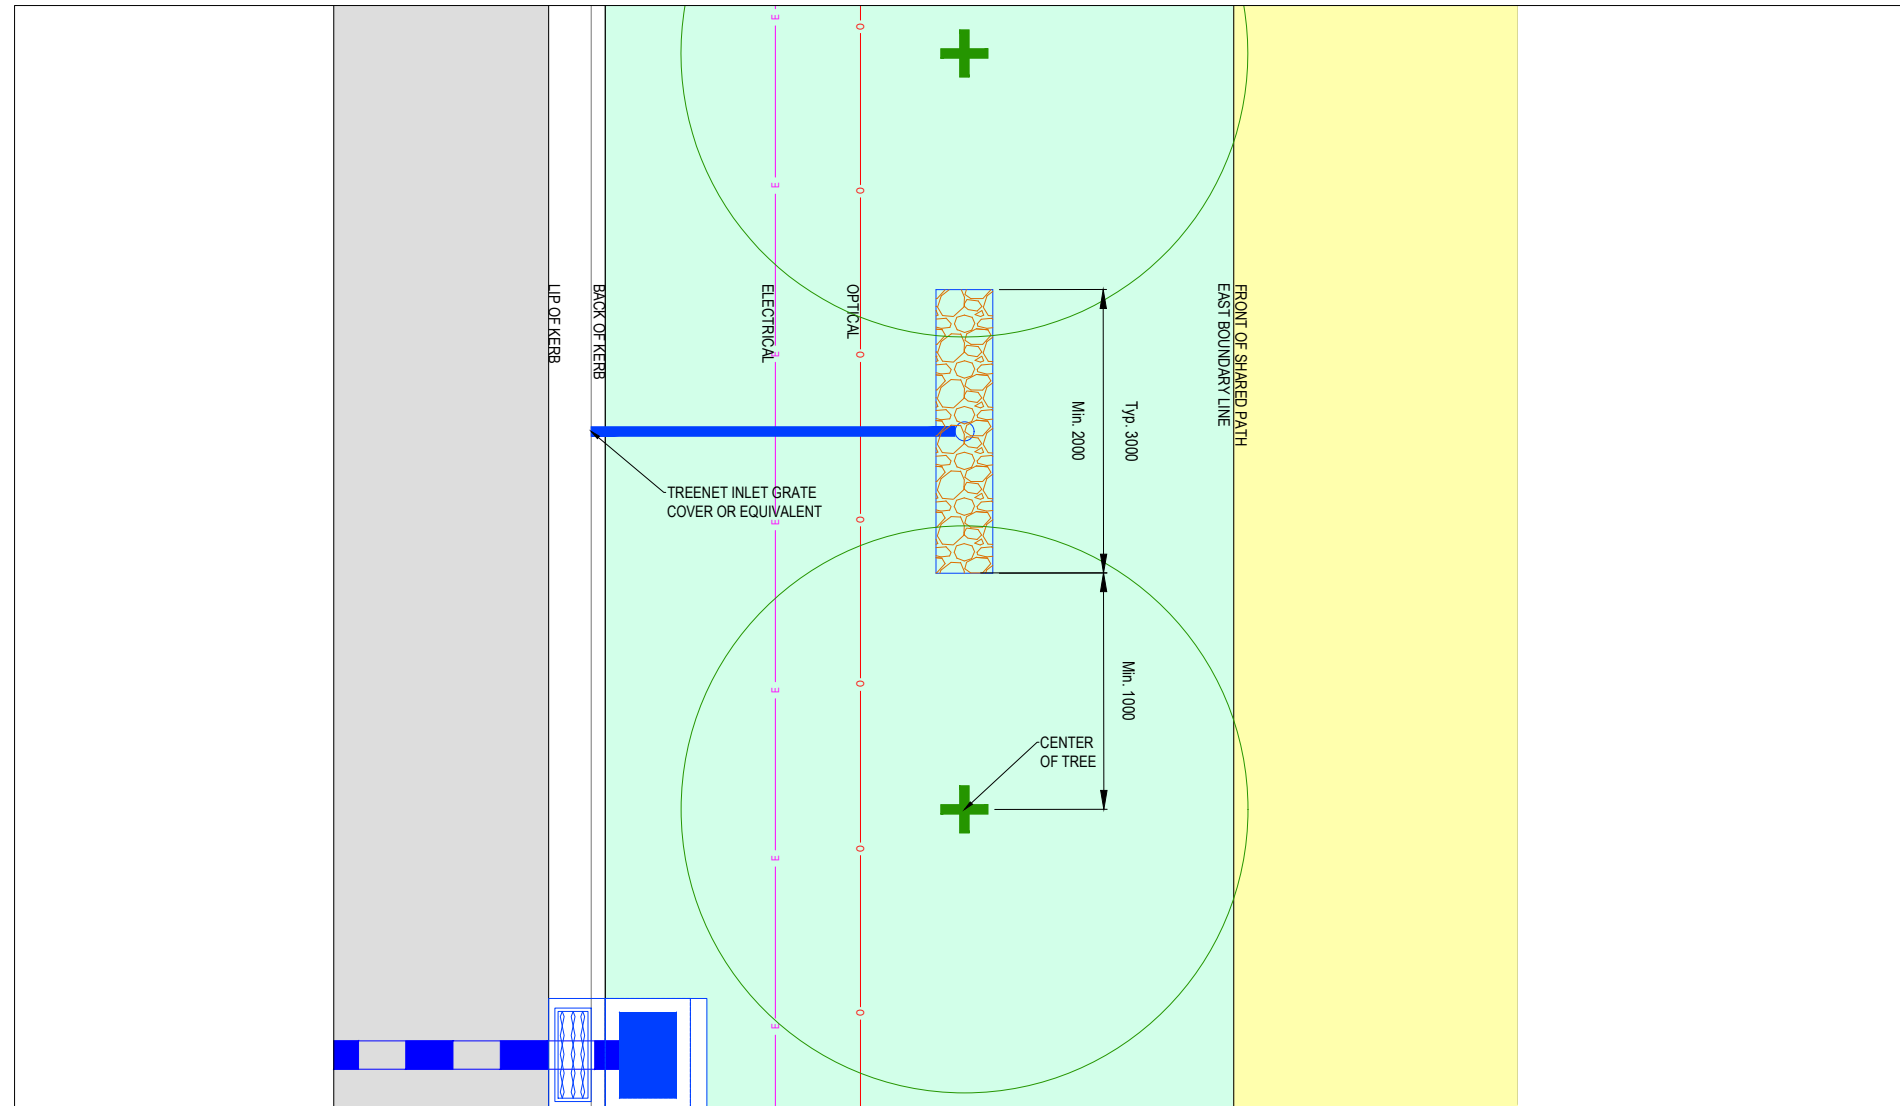 LIP OF KERB
BACK OF KERB
ELECTRICAL
OPTICAL
FRONT OF SHARED PATH
EAST BOUNDARY LINE
Typ. 3000
Min. 2000
TREENET INLET GRATE
COVER OR EQUIVALENT
Min. 1000
CENTER
OF TREE
E
E
E
E
E
E
E
O
O
O
O
O
O
O